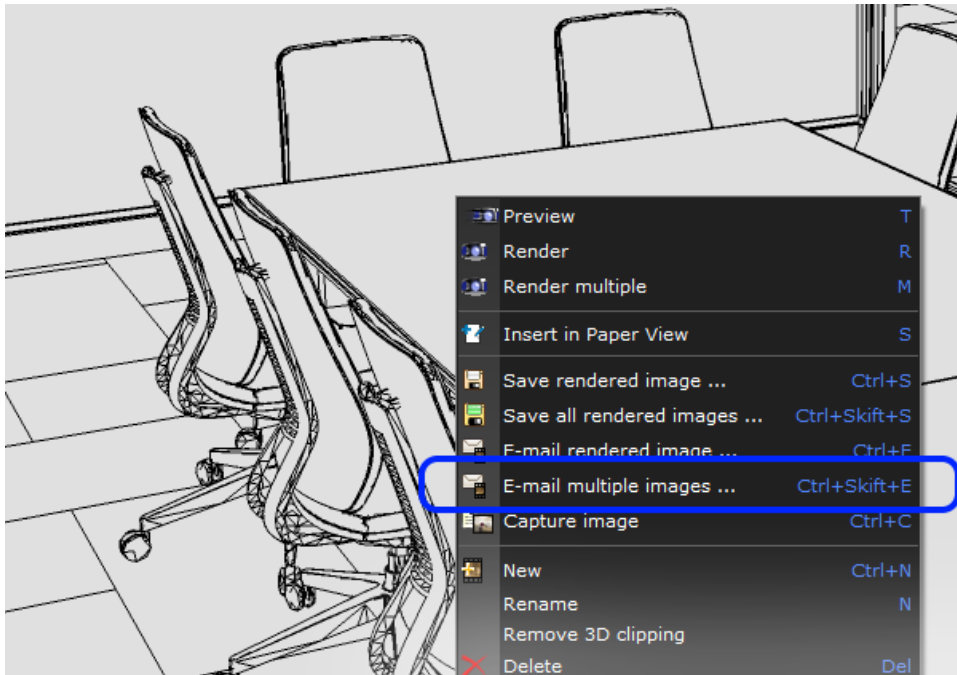 Preview T
Render R
Render multiple M
Insert in Paper View S
Save rendered image ... Ctrl+S
Save all rendered images ... Ctrl+Skift+S
E-mail rendered image ... Ctrl+E
E-mail multiple images ... Ctrl+Skift+E
Capture image Ctrl+C
New Ctrl+N
Rename N
Remove 3D clipping
Delete Del